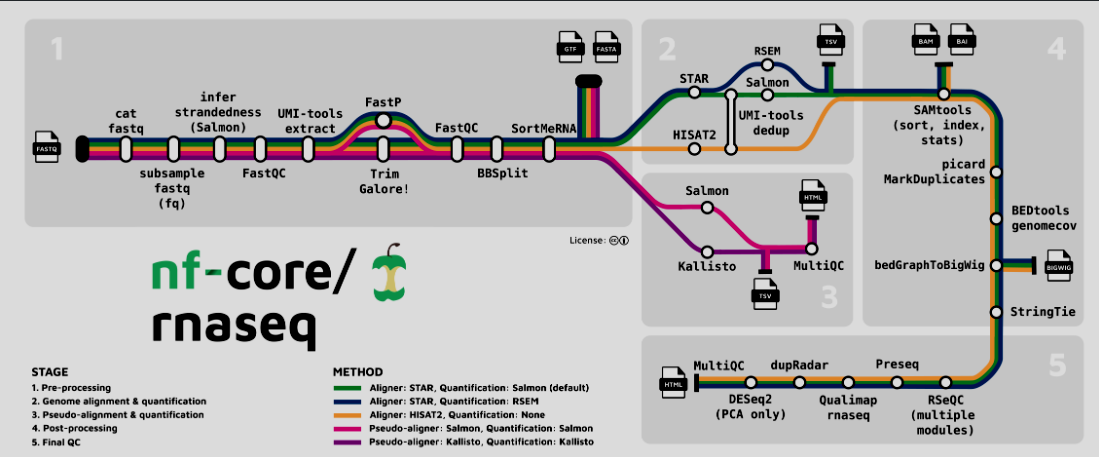 1
FASTQ
cat
fastq
subsample
fastq
(fq)
infer
strandedness
(Salmon)
FastQC
UMI-tools
extract
FastP
Trim
Galore!
FastQC
BBSplit
SortMeRNA
GTF
FASTA
2
STAR
RSEM
Salmon
HISAT2
UMI-tools
dedup
TSV
3
Salmon
Kallisto
TSV
MultiQC
HTML
4
BAM
BAI
SAMtools
(sort, index,
stats)
picard
MarkDuplicates
BEDtools
genomecov
bedGraphToBigWig
BIGWIG
StringTie
5
RSeQC
(multiple
modules)
Preseq
Qualimap
rnaseq
dupRadar
DESeq2
(PCA only)
MultiQC
HTML
License:
nf-core/
rnaseq
STAGE
1. Pre-processing
2. Genome alignment & quantification
3. Pseudo-alignment & quantification
4. Post-processing
5. Final QC
METHOD
Aligner: STAR, Quantification: Salmon (default)
Aligner: STAR, Quantification: RSEM
Aligner: HISAT2, Quantification: None
Pseudo-aligner: Salmon, Quantification: Salmon
Pseudo-aligner: Kallisto, Quantification: Kallisto